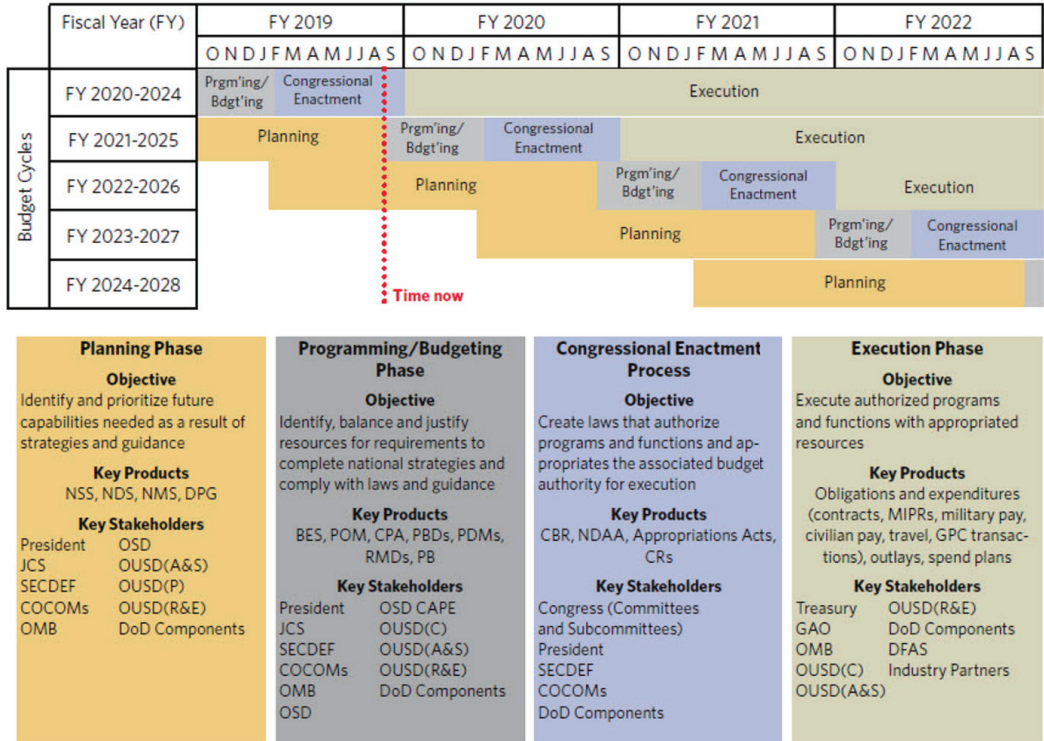 Fiscal Year (FY) FY 2019 FY 2020 FY 2021 FY 2022
O N D J F M A M J J A S O N D J F M A M J J A S O N D J F M A M J J A S O N D J F M A M J J A S
Budget Cycles
FY 2020-2024 Prgm'ing/ Bdgt'ing Congressional Enactment Execution
FY 2021-2025 Planning Prgm'ing/ Bdgt'ing Congressional Enactment Execution
FY 2022-2026 Planning Prgm'ing/ Bdgt'ing Congressional Enactment Execution
FY 2023-2027 Planning Prgm'ing/ Bdgt'ing Congressional Enactment
FY 2024-2028 Planning
Time now
Planning Phase
Objective
Identify and prioritize future
capabilities needed as a result of
strategies and guidance
Key Products
NSS, NDS, NMS, DPG
Key Stakeholders
President OSD
JCS OUSD(A&S)
SECDEF OUSD(P)
COCOMs OUSD(R&E)
OMB DoD Components
Programming/Budgeting
Phase
Objective
Identify, balance and justify
resources for requirements to
complete national strategies and
comply with laws and guidance
Key Products
BES, POM, CPA, PBDs, PDMs,
RMDs, PB
Key Stakeholders
President OSD CAPE
JCS OUSD(C)
SECDEF OUSD(A&S)
COCOMs OUSD(R&E)
OMB DoD Components
OSD
Congressional Enactment
Process
Objective
Create laws that authorize
programs and functions and ap-
propriates the associated budget
authority for execution
Key Products
CBR, NDAA, Appropriations Acts,
CRs
Key Stakeholders
Congress (Committees
and Subcommittees)
President
SECDEF
COCOMs
DoD Components
Execution Phase
Objective
Execute authorized programs
and functions with appropriated
resources
Key Products
Obligations and expenditures
(contracts, MIPRs, military pay,
civilian pay, travel, GPC transac-
tions), outlays, spend plans
Key Stakeholders
Treasury OUSD(R&E)
GAO DoD Components
OMB DFAS
OUSD(C) Industry Partners
OUSD(A&S)